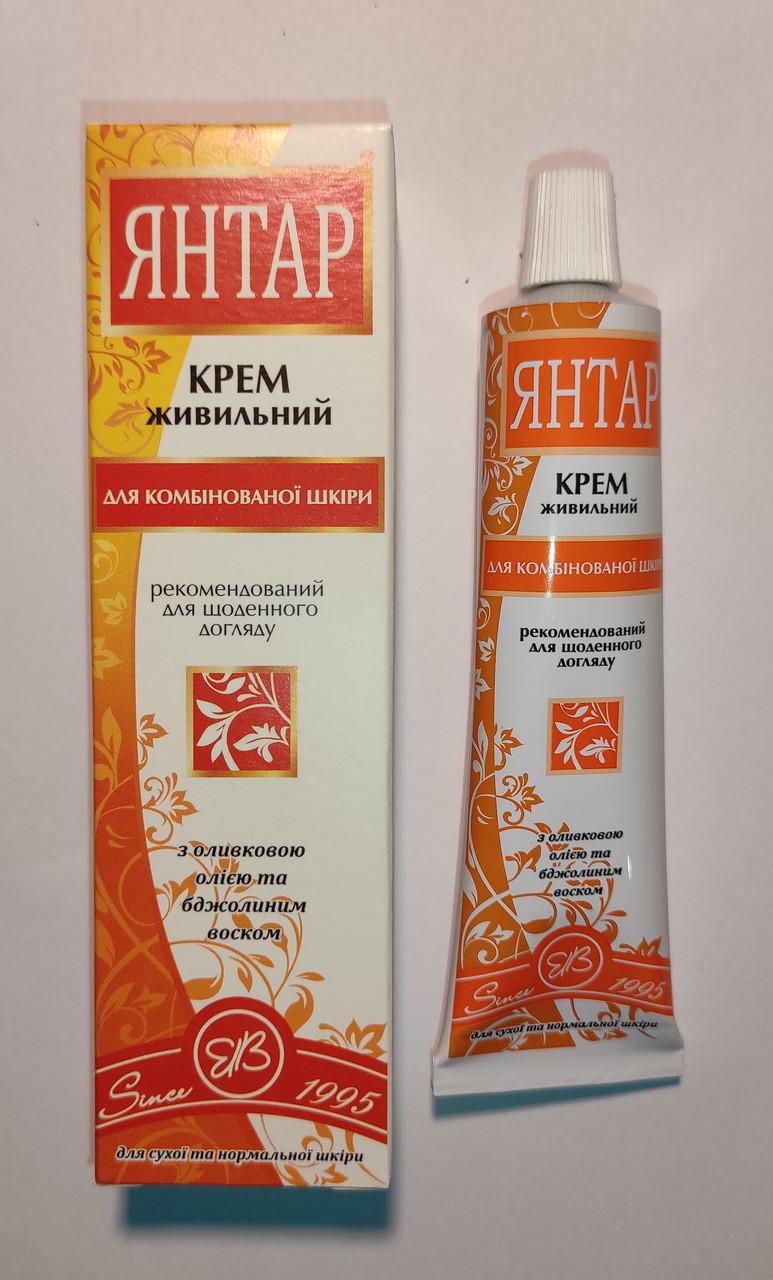 ЯНТАР
®
КРЕМ
живильний
ДЛЯ КОМБІНОВАНОЇ ШКІРИ
рекомендований
для щоденного
догляду
з оливковою
олією та
бджолиним
воском
Since 1995
для сухої та нормальної шкіри
ЯНТАР
КРЕМ
живильний
ДЛЯ КОМБІНОВАНОЇ ШКІРИ
рекомендований
для щоденного
догляду
з оливковою
олією та
бджолиним
воском
Since 1995
для сухої та нормальної шкіри